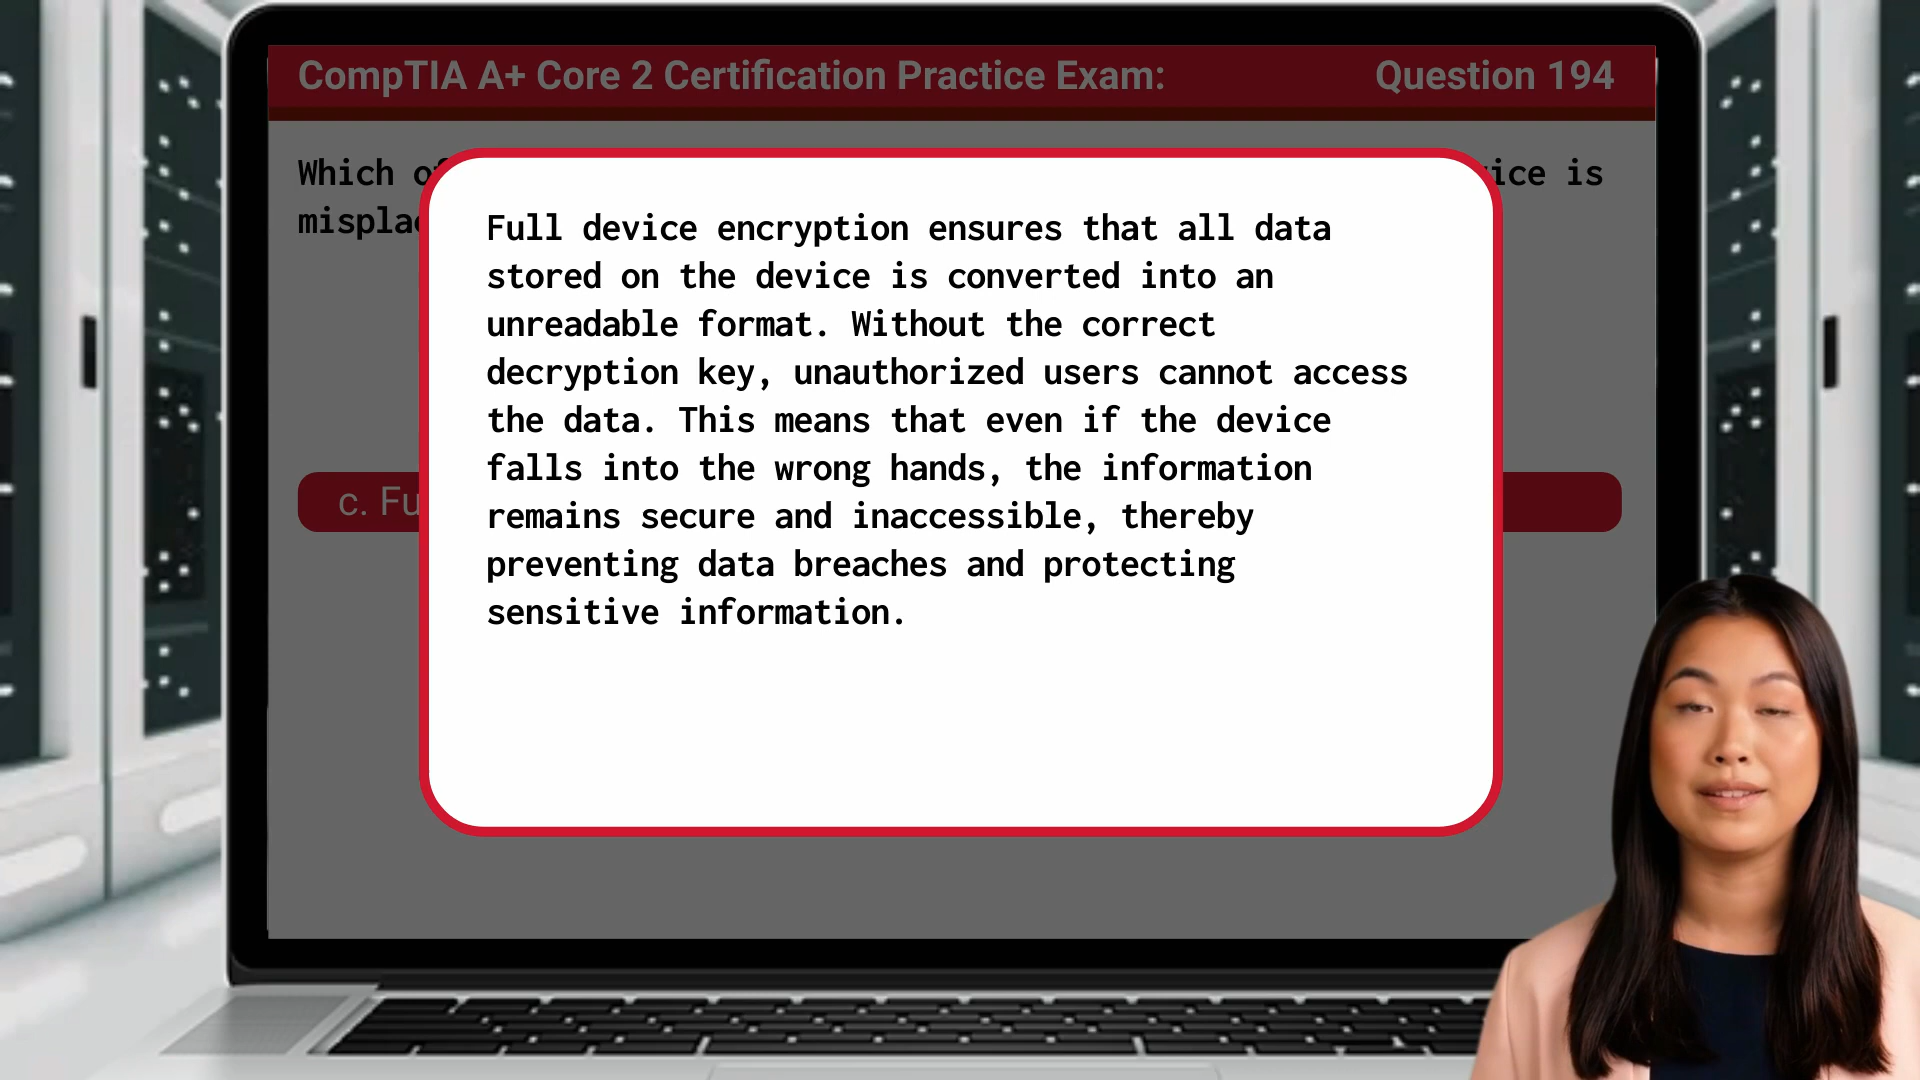 CompTIA A+ Core 2 Certification Practice Exam: Question 194
Which
is
Full device encryption ensures that all data
stored on the device is converted into an
unreadable format. Without the correct
decryption key, unauthorized users cannot access
the data. This means that even if the device
falls into the wrong hands, the information
remains secure and inaccessible, thereby
preventing data breaches and protecting
sensitive information.
c.